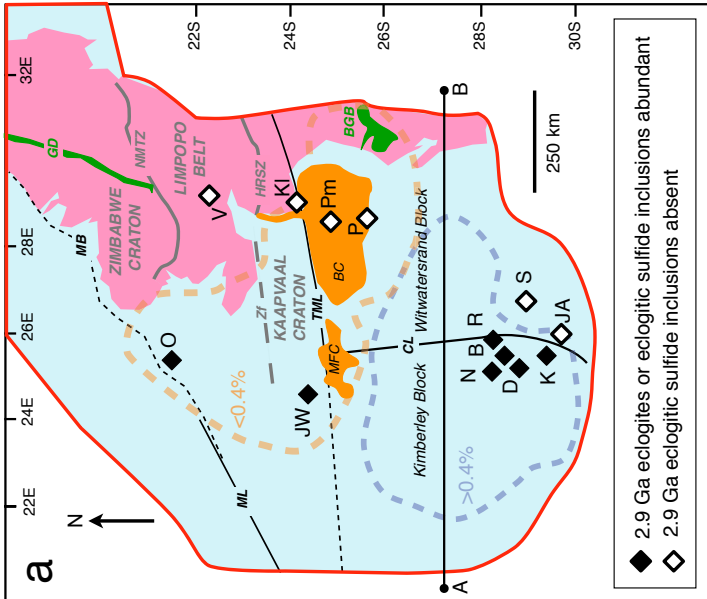 a
22E 24E 26E 28E 32E
N
MB
GD
ZIMBABWE
CRATON
NMTZ
O
LIMPOPO
BELT
22S
V
ML
<0.4%
Zf
HRSZ
KAAPVAAL
CRATON
KI
24S
JW
TML
Pm
MFC
BC
P
BGB
26S
CL
Kimberley Block
Witwatersrand Block
A
B
>0.4%
N
B
R
28S
D
S
K
JA
250 km
30S
2.9 Ga eclogites or eclogitic sulfide inclusions abundant
2.9 Ga eclogitic sulfide inclusions absent